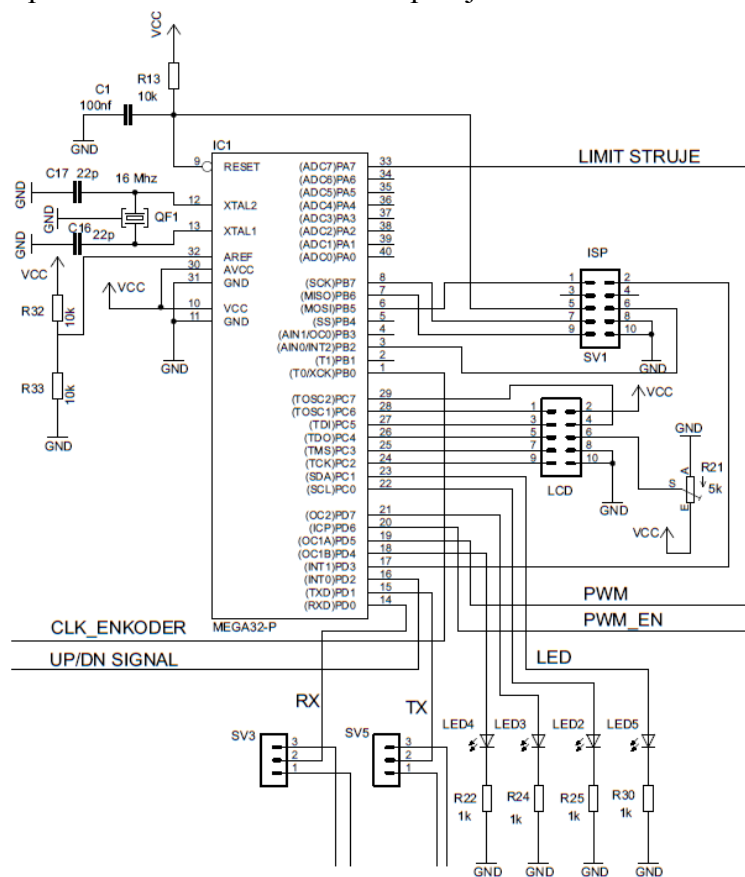 VCC
R13
10k
C1
100nf
GND
IC1
9
RESET
(ADC7)PA7
33
LIMIT STRUJE
(ADC6)PA6
34
C17 22p
16 Mhz
(ADC5)PA5
35
GND
12
XTAL2
(ADC4)PA4
36
GND
QF1
(ADC3)PA3
37
C16
22p
13
XTAL1
(ADC2)PA2
38
GND
(ADC1)PA1
39
32
AREF
(ADC0)PA0
40
ISP
VCC
30
AVCC
31
GND
(SCK)PB7
8
1
2
VCC
(MISO)PB6
7
3
4
R32
10k
10
VCC
(MOSI)PB5
6
5
6
11
GND
(SS)PB4
5
7
8
(AIN1/OC0)PB3
4
9
10
(AIN0/INT2)PB2
3
SV1
(T1)PB1
2
GND
GND
(T0/XCK)PB0
1
R33
10k
(TOSC2)PC7
29
VCC
(TOSC1)PC6
28
1
2
(TDI)PC5
27
3
4
GND
GND
(TDO)PC4
26
5
6
(TMS)PC3
25
7
8
(TCK)PC2
24
9
10
A
R21
(SDA)PC1
23
S
5k
(SCL)PC0
22
LCD
E
GND
(OC2)PD7
21
(ICP)PD6
20
VCC
(OC1A)PD5
19
(OC1B)PD4
18
(INT1)PD3
17
(INT0)PD2
16
(TXD)PD1
15
PWM
(RXD)PD0
14
CLK_ENKODER
MEGA32-P
PWM_EN
UP/DN SIGNAL
LED
RX
TX
SV3
3
2
1
SV5
3
2
1
LED4
LED3
LED2
LED5
R22
1k
R24
1k
R25
1k
R30
1k
GND
GND
GND
GND